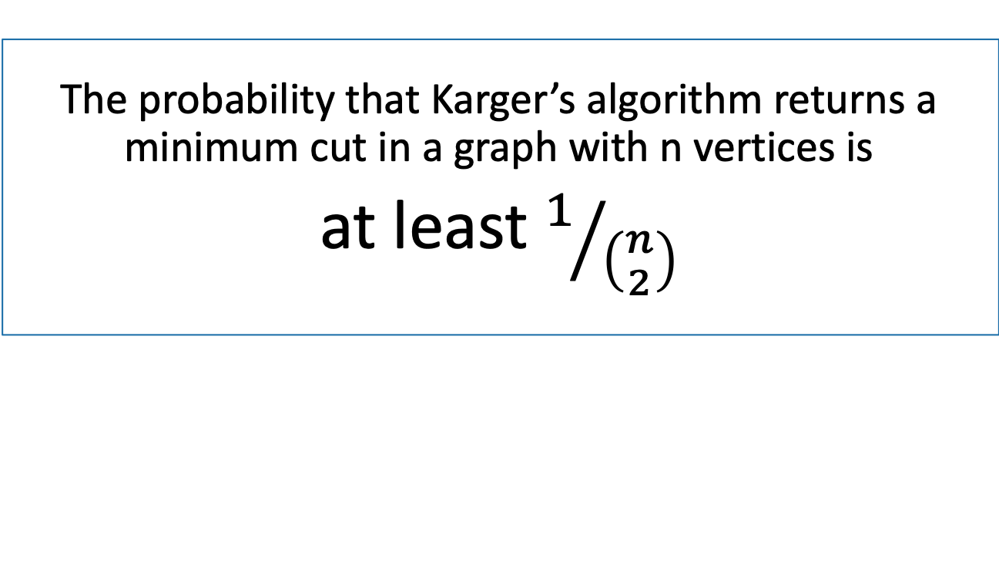 The probability that Karger’s algorithm returns a
minimum cut in a graph with n vertices is
at least 1/(n 2)